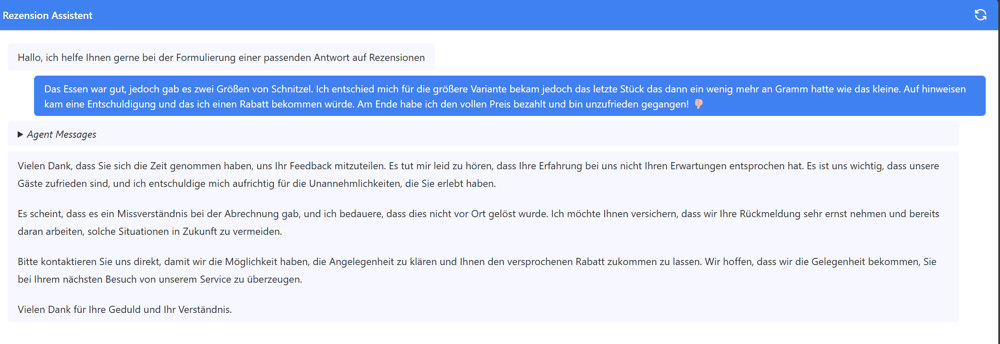 Rezension Assistent
Hallo, ich helfe Ihnen gerne bei der Formulierung einer passenden Antwort auf Rezensionen
Das Essen war gut, jedoch gab es zwei Größen von Schnitzel. Ich entschied mich für die größere Variante bekam jedoch das letzte Stück das dann ein wenig mehr an Gramm hatte wie das kleine. Auf hinweisen
kam eine Entschuldigung und das ich einen Rabatt bekommen würde. Am Ende habe ich den vollen Preis bezahlt und bin unzufrieden gegangen! 👎🏼
Agent Messages
Vielen Dank, dass Sie sich die Zeit genommen haben, uns Ihr Feedback mitzuteilen. Es tut mir leid zu hören, dass Ihre Erfahrung bei uns nicht Ihren Erwartungen entsprochen hat. Es ist uns wichtig, dass unsere
Gäste zufrieden sind, und ich entschuldige mich aufrichtig für die Unannehmlichkeiten, die Sie erlebt haben.
Es scheint, dass es ein Missverständnis bei der Abrechnung gab, und ich bedauere, dass dies nicht vor Ort gelöst wurde. Ich möchte Ihnen versichern, dass wir Ihre Rückmeldung sehr ernst nehmen und bereits
daran arbeiten, solche Situationen in Zukunft zu vermeiden.
Bitte kontaktieren Sie uns direkt, damit wir die Möglichkeit haben, die Angelegenheit zu klären und Ihnen den versprochenen Rabatt zukommen zu lassen. Wir hoffen, dass wir die Gelegenheit bekommen, Sie
bei Ihrem nächsten Besuch von unserem Service zu überzeugen.
Vielen Dank für Ihre Geduld und Ihr Verständnis.